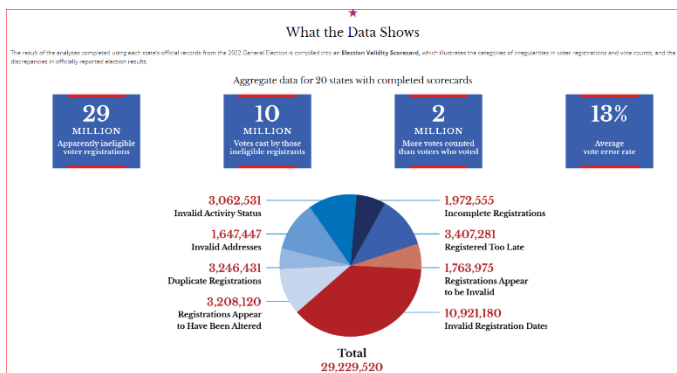 What the Data Shows
The result of the analyses completed using each state's official records from the 2022 General Election is compiled into an Election Validity Scorecard, which illustrates the categories of irregularities in voter registrations and vote counts, and the
discrepancies in officially reported election results.
Aggregate data for 20 states with completed scorecards
29
MILLION
Apparently ineligible
voter registrations
10
MILLION
Votes cast by those
ineligible registrants
2
MILLION
More votes counted
than voters who voted
13%
Average
vote error rate
3,062,531
Invalid Activity Status
1,647,447
Invalid Addresses
3,246,431
Duplicate Registrations
3,208,120
Registrations Appear
to Have Been Altered
1,972,555
Incomplete Registrations
3,407,281
Registered Too Late
1,763,975
Registrations Appear
to be Invalid
10,921,180
Invalid Registration Dates
Total
29,229,520